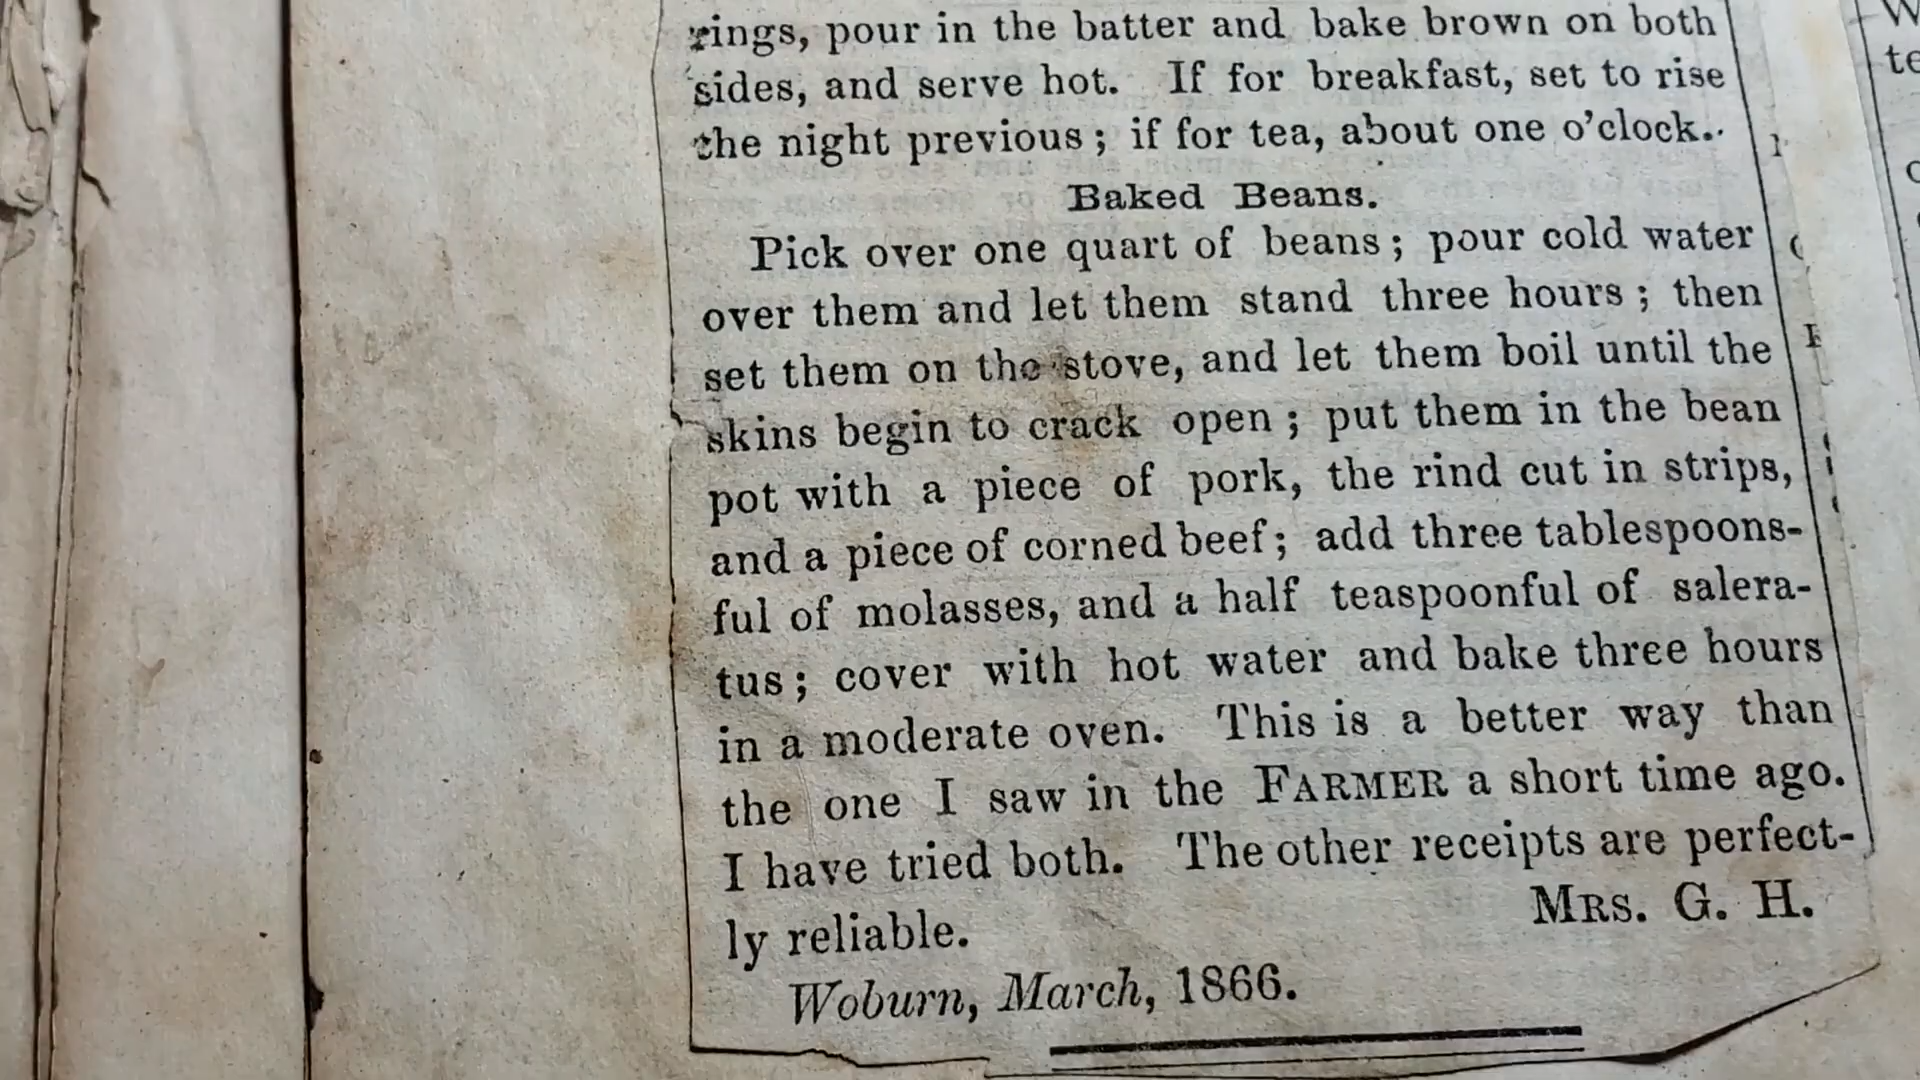 rings, pour in the batter and bake brown on both
sides, and serve hot. If for breakfast, set to rise
the night previous; if for tea, about one o'clock.
Baked Beans.
Pick over one quart of beans; pour cold water
over them and let them stand three hours; then
set them on the stove, and let them boil until the
skins begin to crack open; put them in the bean
pot with a piece of pork, the rind cut in strips,
and a piece of corned beef; add three tablespoons-
ful of molasses, and a half teaspoonful of salera-
tus; cover with hot water and bake three hours
in a moderate oven. This is a better way than
the one I saw in the FARMER a short time ago.
I have tried both. The other receipts are perfect-
ly reliable.
MRS. G. H.
Woburn, March, 1866.